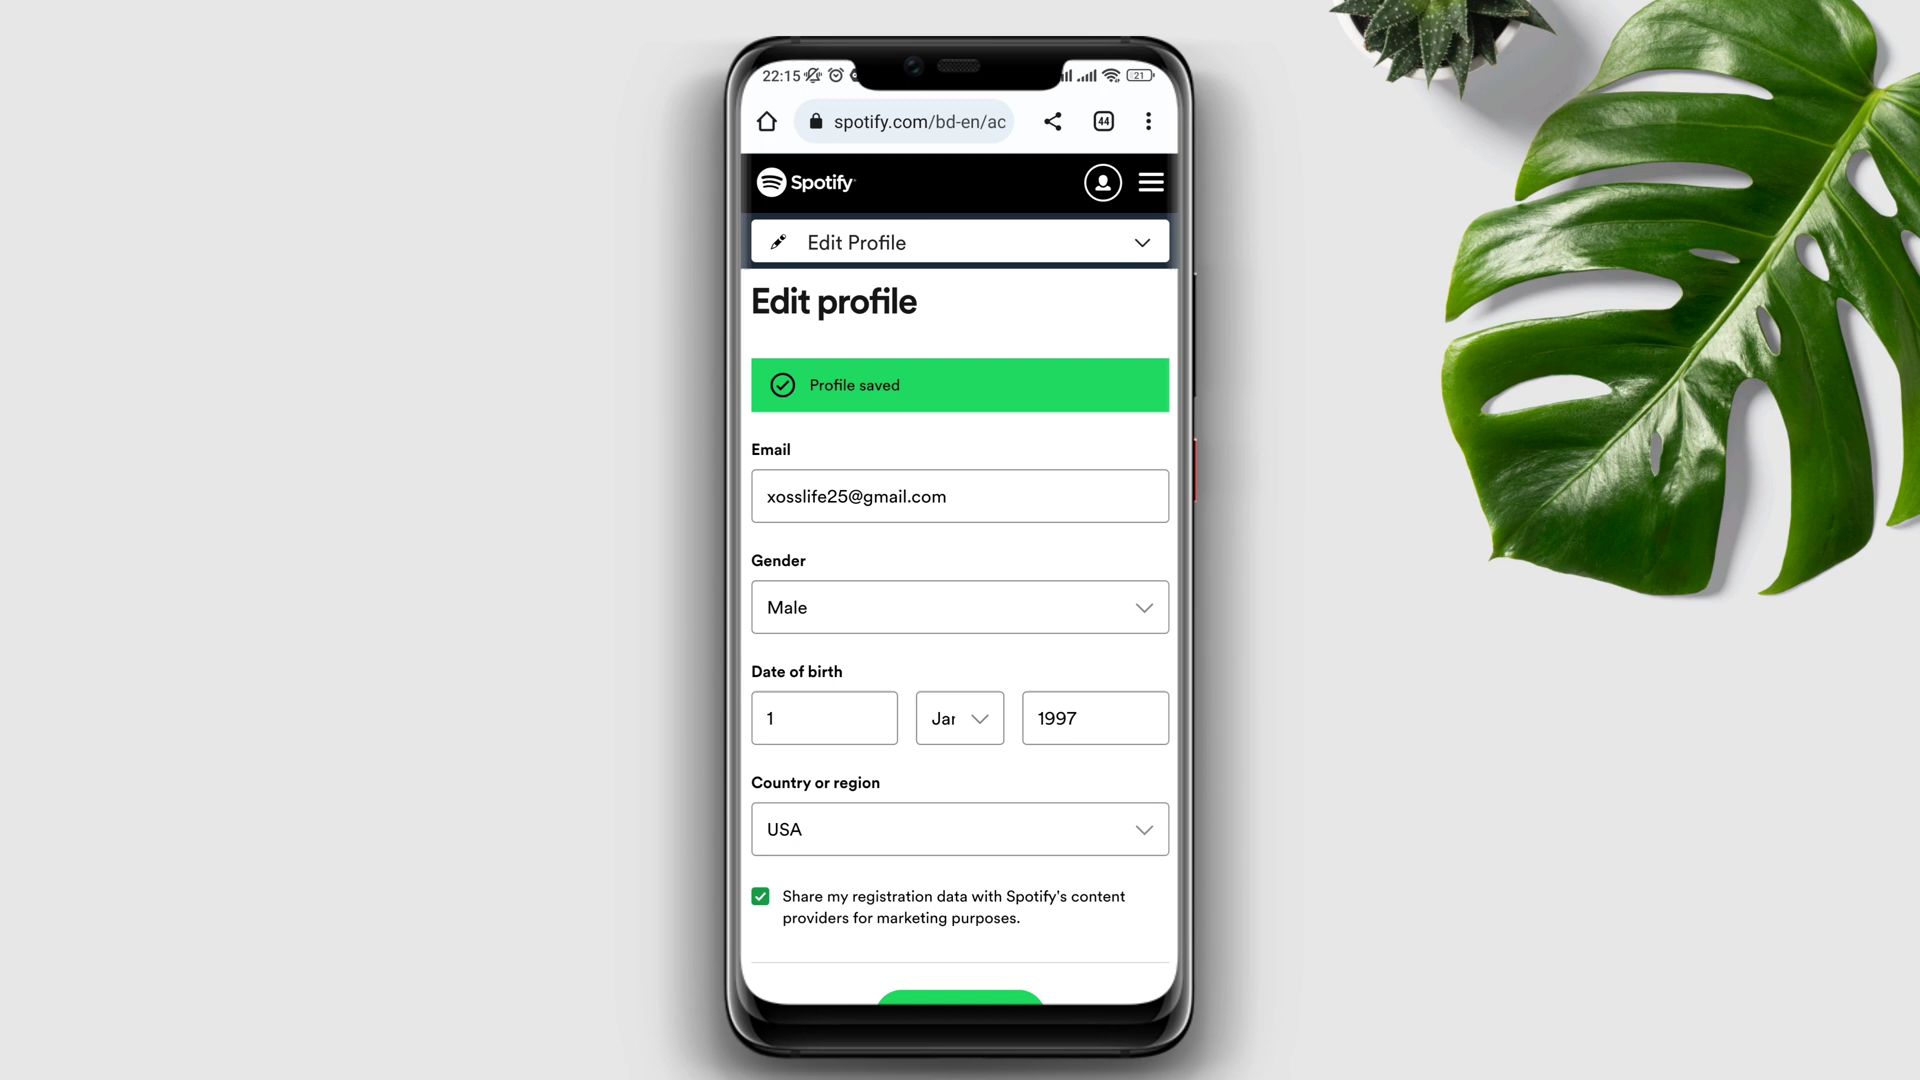 22:15
21
spotify.com/bd-en/ac
44
Spotify
Edit Profile
Edit profile
Profile saved
Email
xosslife25@gmail.com
Gender
Male
Date of birth
1
Jar
1997
Country or region
USA
Share my registration data with Spotify's content
providers for marketing purposes.